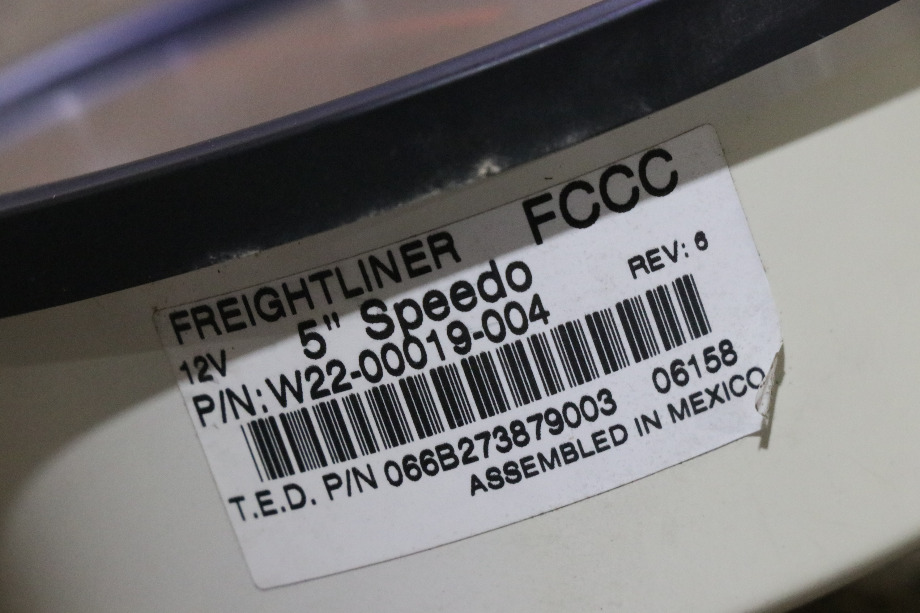 FREIGHTLINER FCCC
12V 5" Speedo REV: 6
P/N: W22-00019-004
T.E.D. P/N 066B273879003 06158
ASSEMBLED IN MEXICO